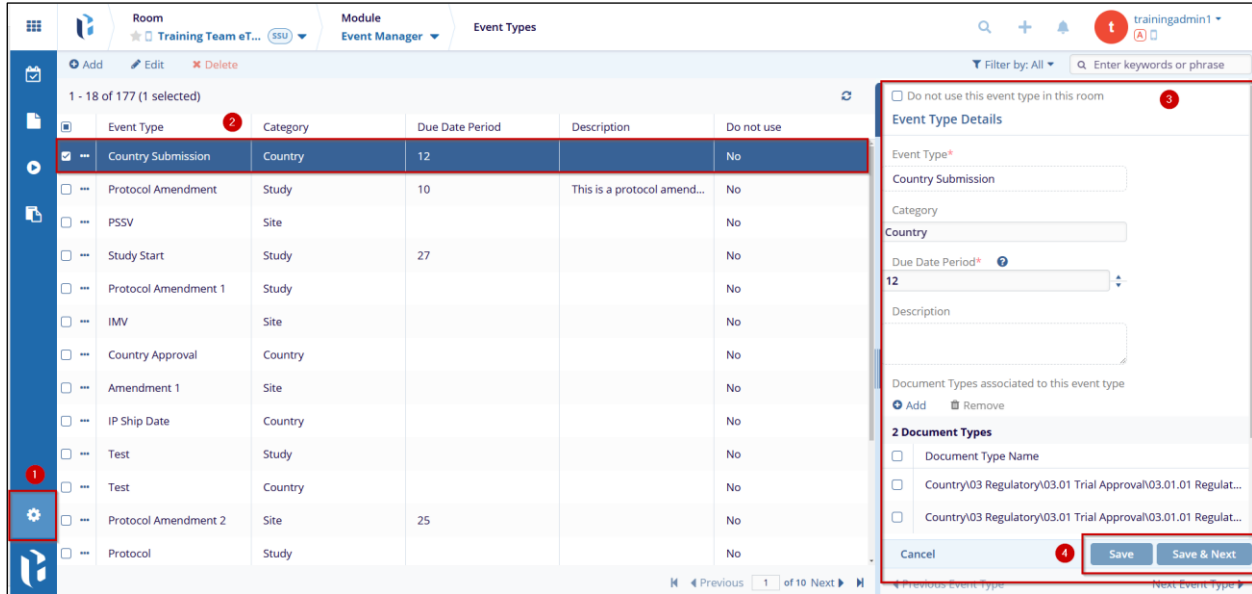 Room
Training Team eT... SSU
Module
Event Manager
Event Types
t
trainingadmin1
A
Add Edit Delete
Filter by: All
Enter keywords or phrase
1 - 18 of 177 (1 selected)
Event Type 2 Category Due Date Period Description Do not use
Country Submission Country 12 No
Protocol Amendment Study 10 This is a protocol amend... No
PSSV Site No
Study Start Study 27 No
Protocol Amendment 1 Study No
IMV Site No
Country Approval Country No
Amendment 1 Site No
IP Ship Date Country No
Test Study No
Test Country No
Protocol Amendment 2 Site 25 No
Protocol Study No
Previous 1 of 10 Next
1
Do not use this event type in this room
3
Event Type Details
Event Type*
Country Submission
Category
Country
Due Date Period* ?
12
Description
Document Types associated to this event type
Add Remove
2 Document Types
Document Type Name
Country\03 Regulatory\03.01 Trial Approval\03.01.01 Regulat...
Country\03 Regulatory\03.01 Trial Approval\03.01.01 Regulat...
Cancel 4 Save Save & Next
Previous Event Type Next Event Type